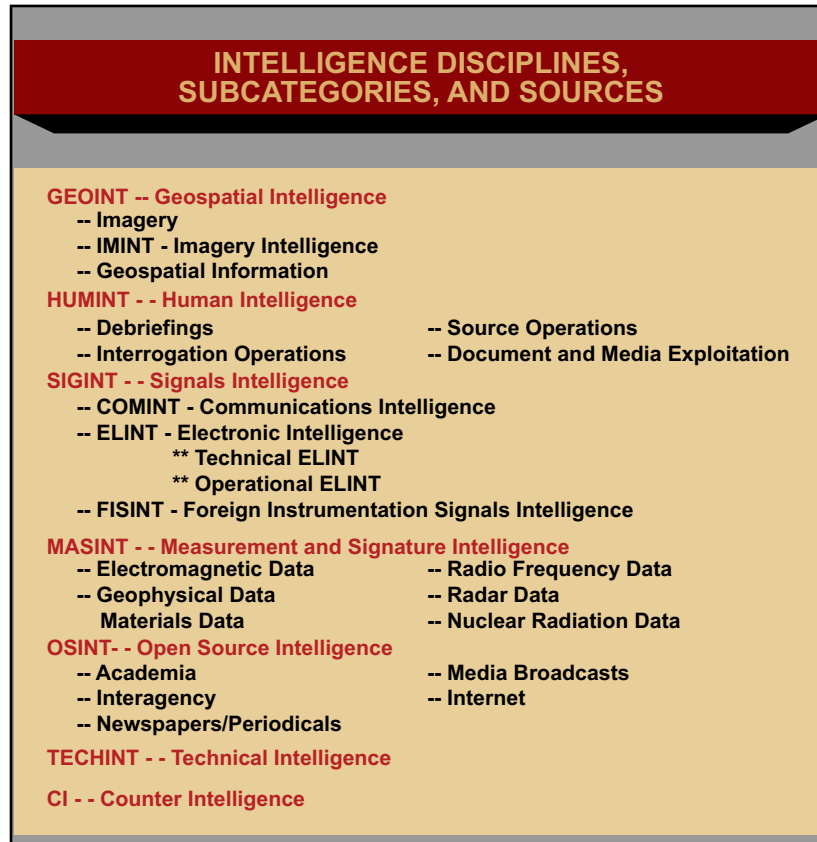 INTELLIGENCE DISCIPLINES,
SUBCATEGORIES, AND SOURCES
GEOINT -- Geospatial Intelligence
-- Imagery
-- IMINT - Imagery Intelligence
-- Geospatial Information
HUMINT - - Human Intelligence
-- Debriefings -- Source Operations
-- Interrogation Operations -- Document and Media Exploitation
SIGINT - - Signals Intelligence
-- COMINT - Communications Intelligence
-- ELINT - Electronic Intelligence
** Technical ELINT
** Operational ELINT
-- FISINT - Foreign Instrumentation Signals Intelligence
MASINT - - Measurement and Signature Intelligence
-- Electromagnetic Data -- Radio Frequency Data
-- Geophysical Data -- Radar Data
Materials Data -- Nuclear Radiation Data
OSINT- - Open Source Intelligence
-- Academia -- Media Broadcasts
-- Interagency -- Internet
-- Newspapers/Periodicals
TECHINT - - Technical Intelligence
CI - - Counter Intelligence